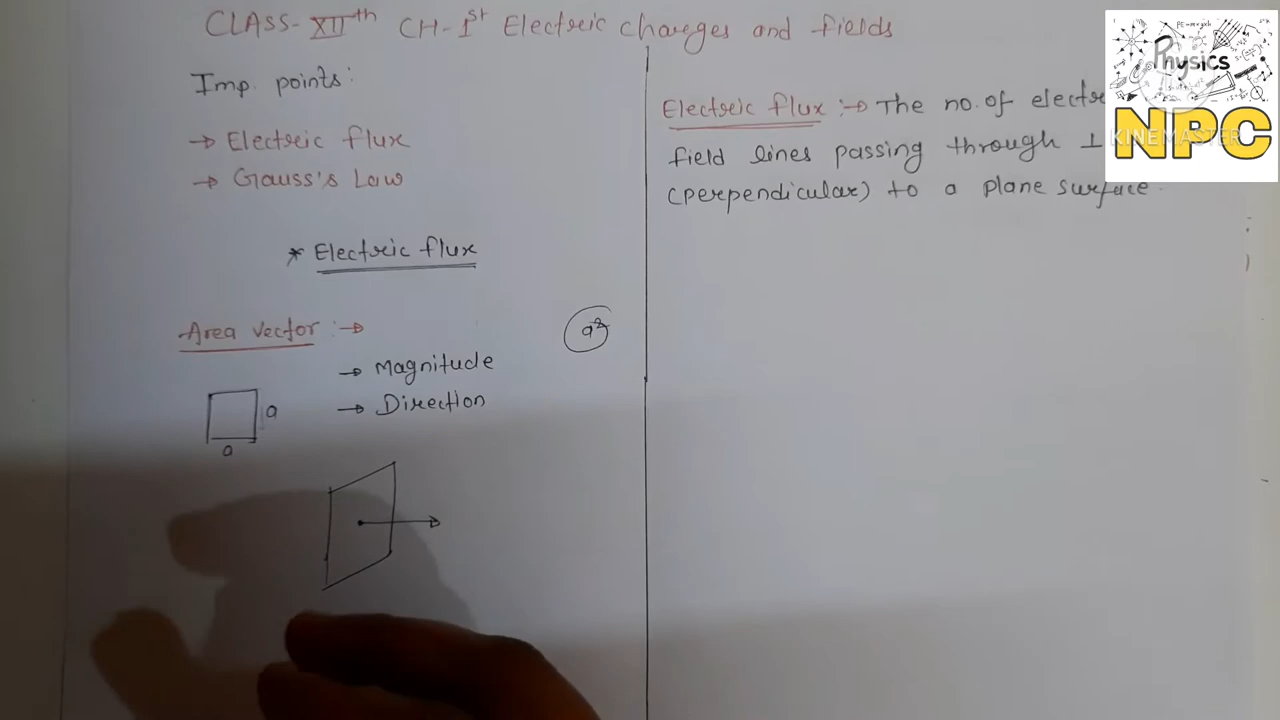 CLASS-XIIth CH-1st Electric charges and fields
Imp. points:
→ Electric flux
→ Gauss's Law
* Electric flux
Area vector :→
→ Magnitude
→ Direction
a²
a
a
Electric flux :→ The no. of electr
field lines passing through ⊥
(perpendicular) to a plane surface.
Physics
KINEMASTER
NPC